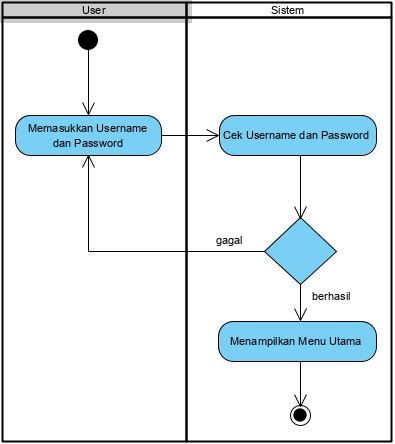 User
Sistem
Memasukkan Username
dan Password
Cek Username dan Password
gagal
berhasil
Menampilkan Menu Utama